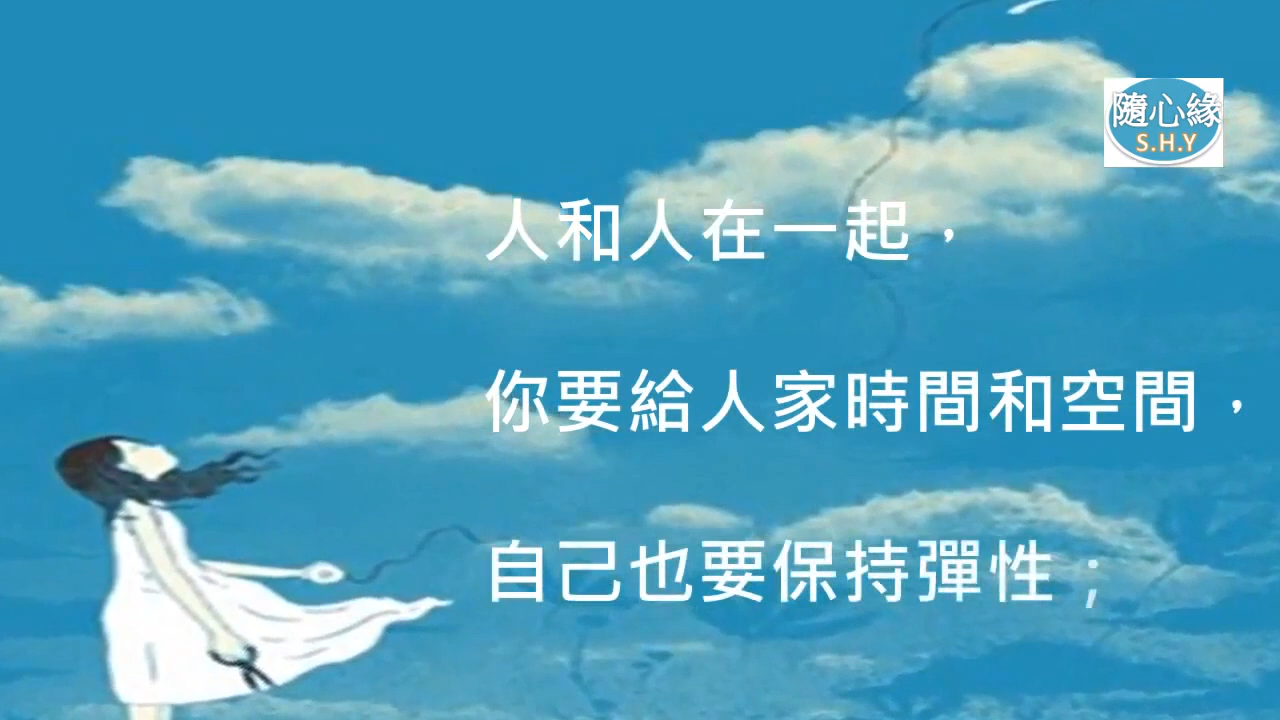 隨心緣
S.H.Y
人和人在一起，
你要給人家時間和空間，
自己也要保持彈性；